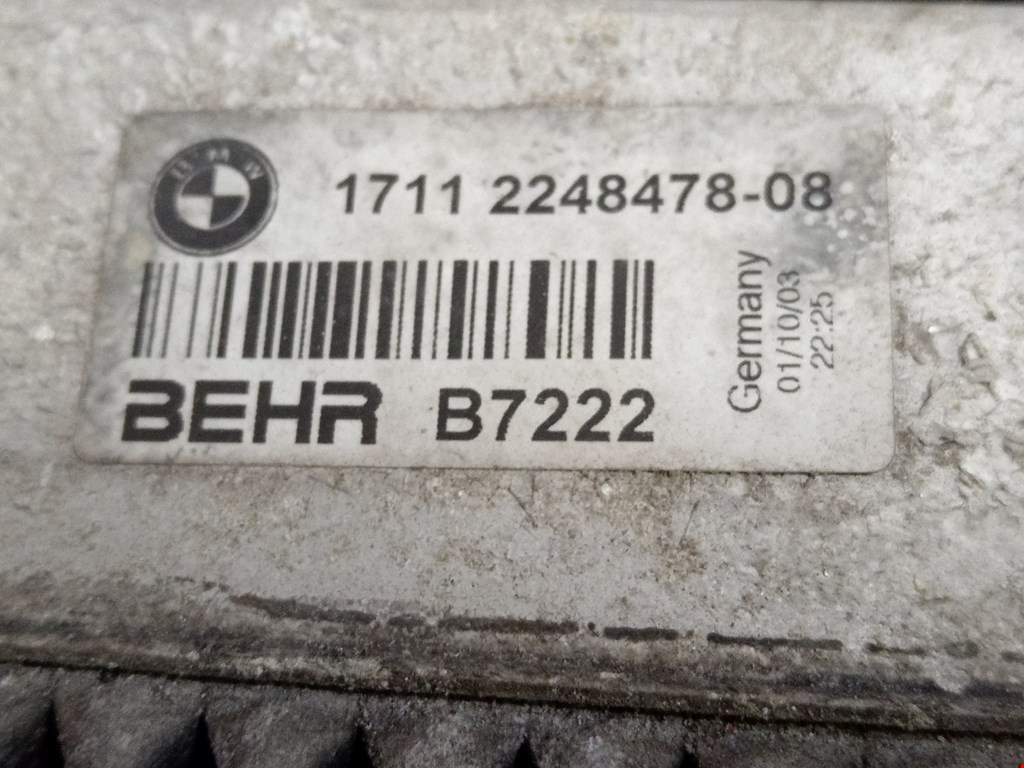 BMW
1711 2248478-08
BEHR B7222
Germany
01/10/03
22:25